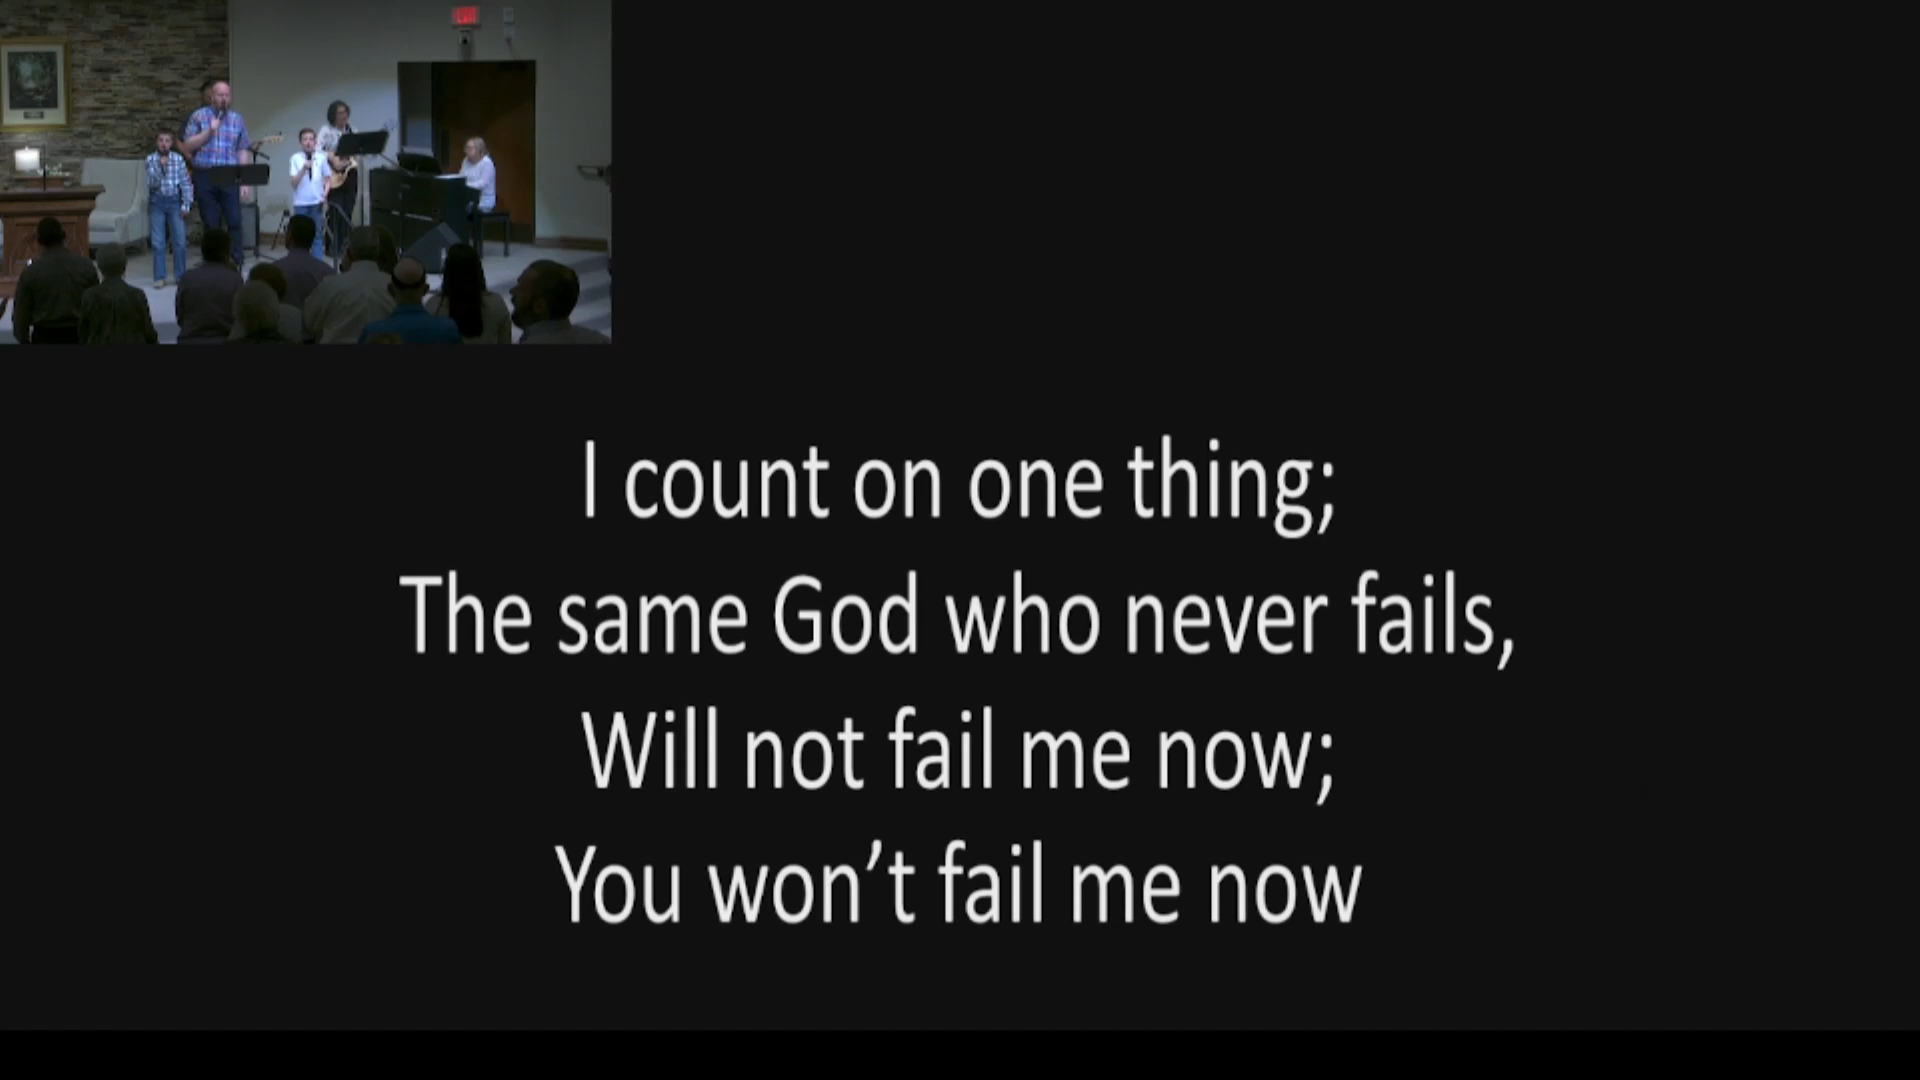 I count on one thing;
The same God who never fails,
Will not fail me now;
You won’t fail me now